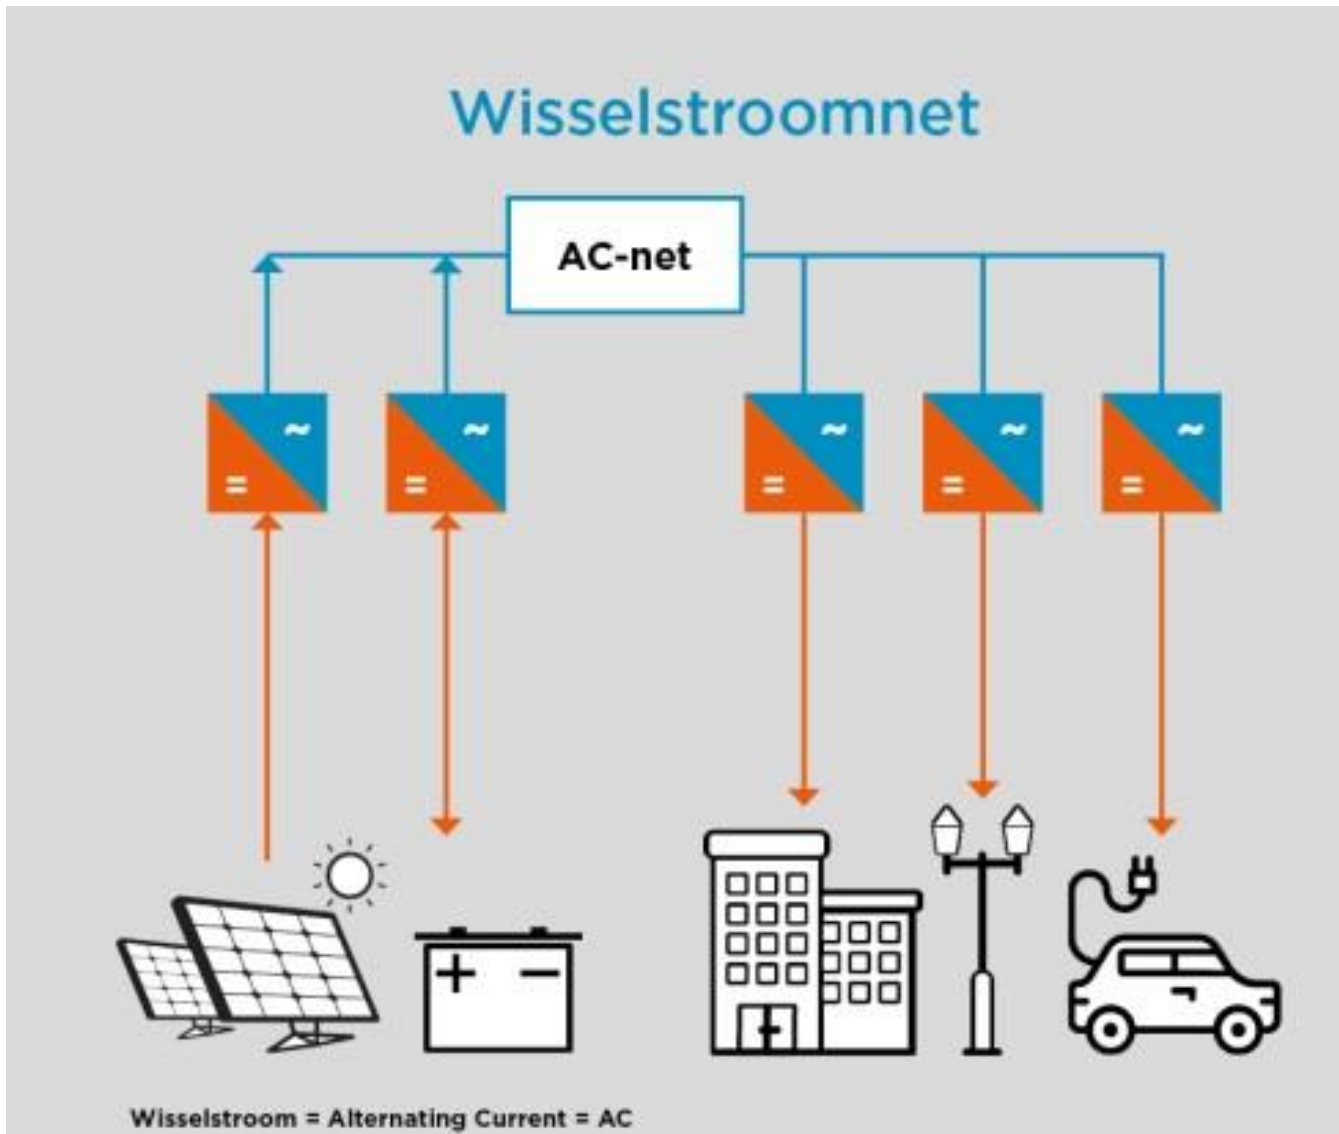 Wisselstroomnet
AC-net
~ ~ ~ ~ ~
= = = = =
+ −
Wisselstroom = Alternating Current = AC